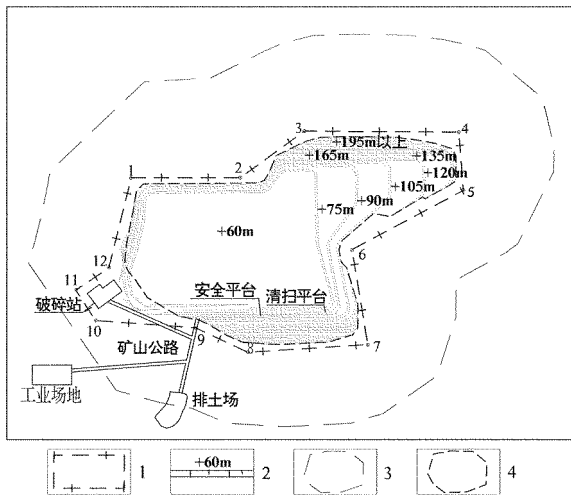 3
4
+195m以上
+165m
+135m
1
2
+120m
+105m
5
+90m
+75m
+60m
6
12
11
安全平台
清扫平台
破碎站
10
9
矿山公路
8
7
工业场地
排土场
+60m
1
2
3
4